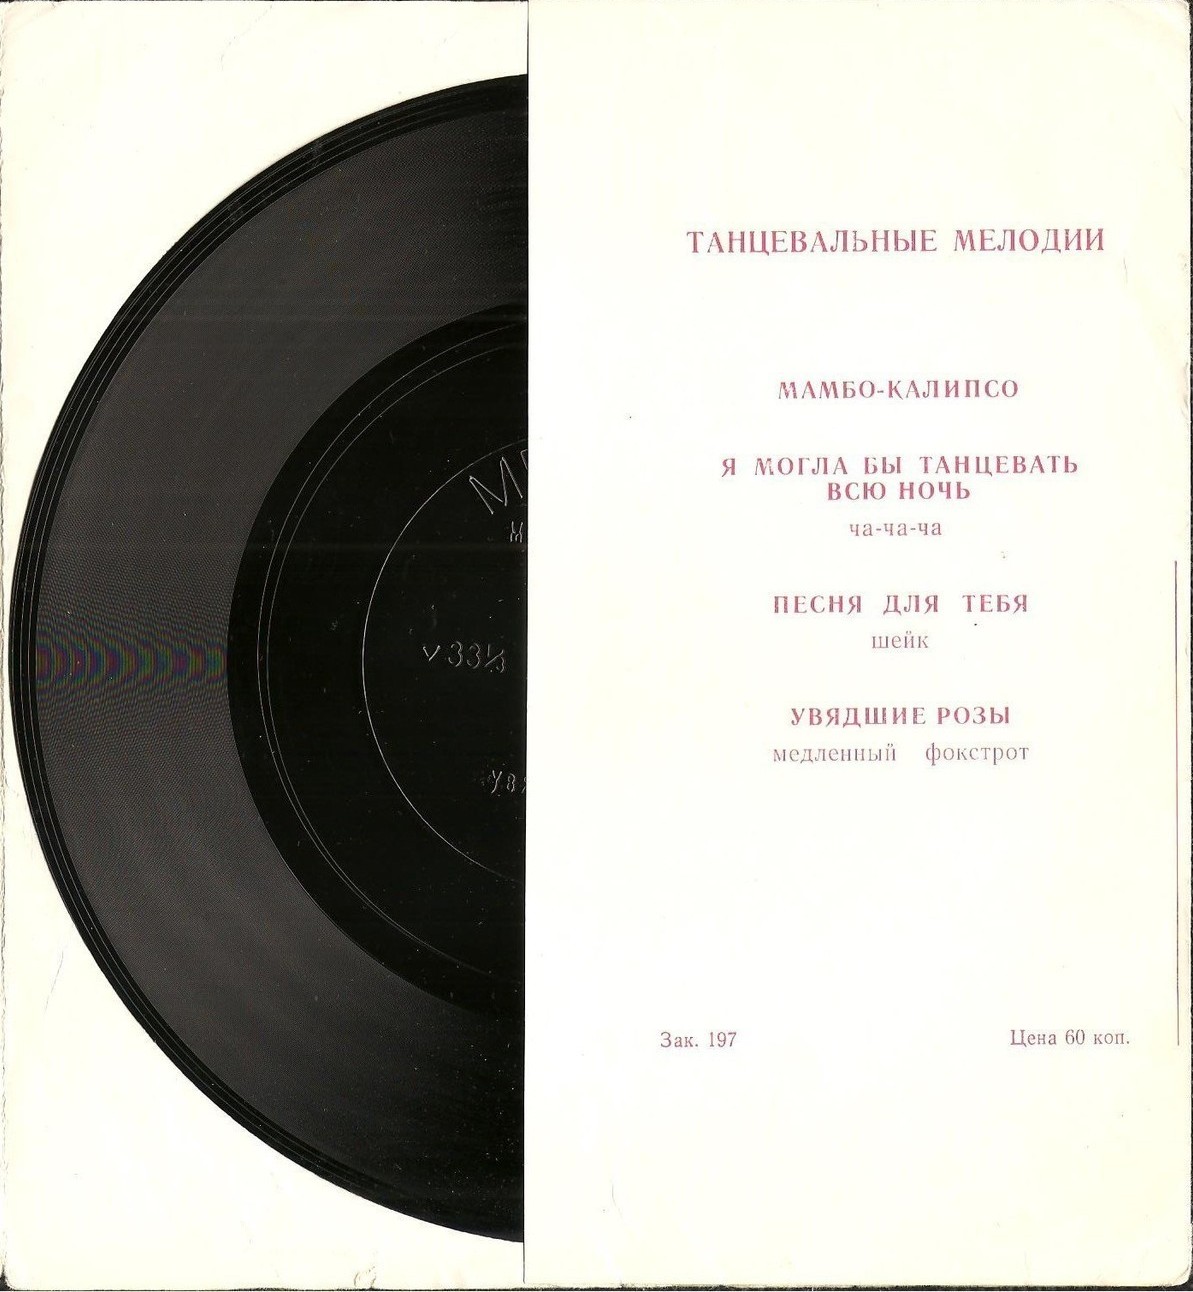 ТАНЦЕВАЛЬНЫЕ МЕЛОДИИ
МАМБО-КАЛИПСО
Я МОГЛА БЫ ТАНЦЕВАТЬ
ВСЮ НОЧЬ
ча-ча-ча
ПЕСНЯ ДЛЯ ТЕБЯ
шейк
УВЯДШИЕ РОЗЫ
медленный фокстрот
Зак. 197
Цена 60 коп.
33⅓